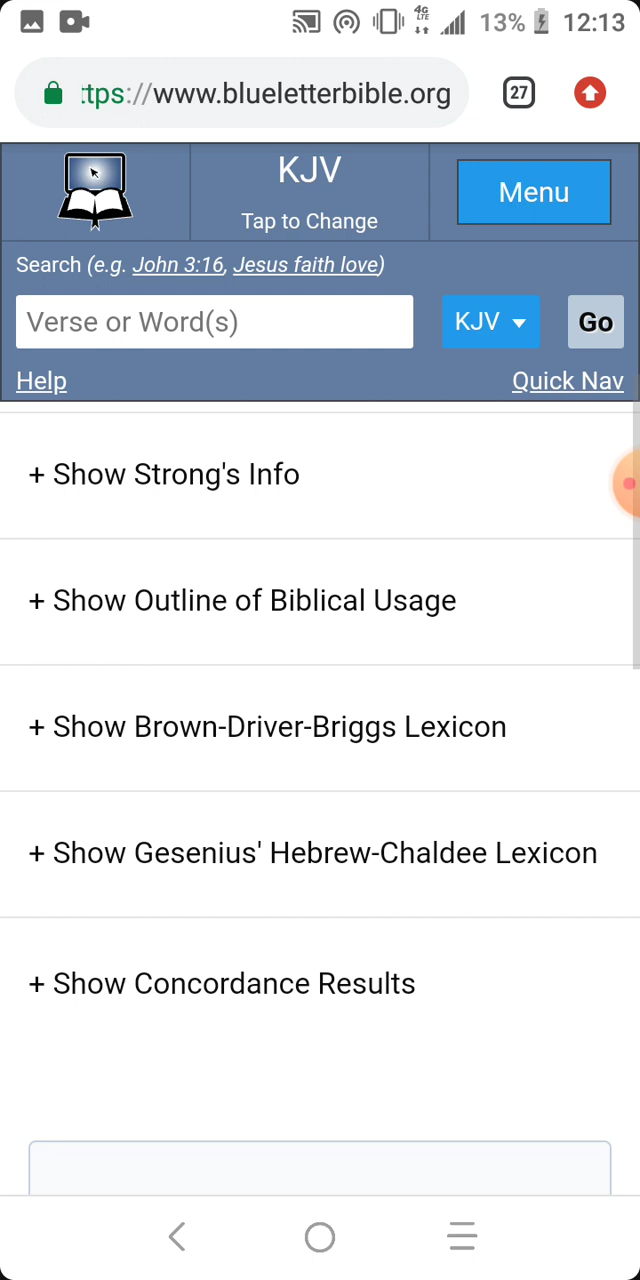 4G
LTE
13%
12:13
ttps://www.blueletterbible.org
27
KJV
Tap to Change
Menu
Search (e.g. John 3:16, Jesus faith love)
Verse or Word(s)
KJV
Go
Help
Quick Nav
+ Show Strong's Info
+ Show Outline of Biblical Usage
+ Show Brown-Driver-Briggs Lexicon
+ Show Gesenius' Hebrew-Chaldee Lexicon
+ Show Concordance Results